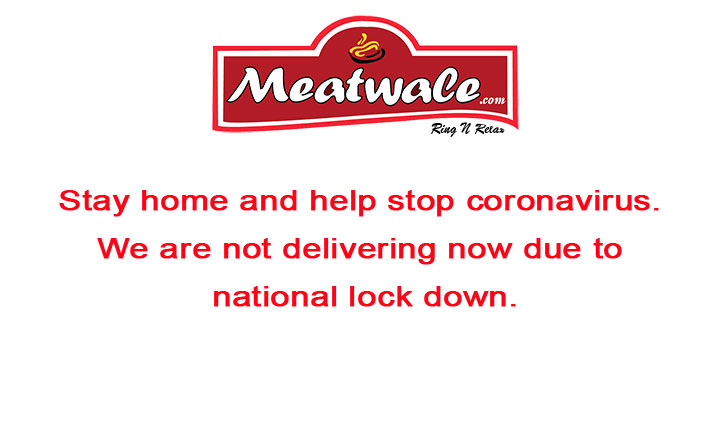 Meatwale.com
Ring N Relax
Stay home and help stop coronavirus.
We are not delivering now due to
national lock down.